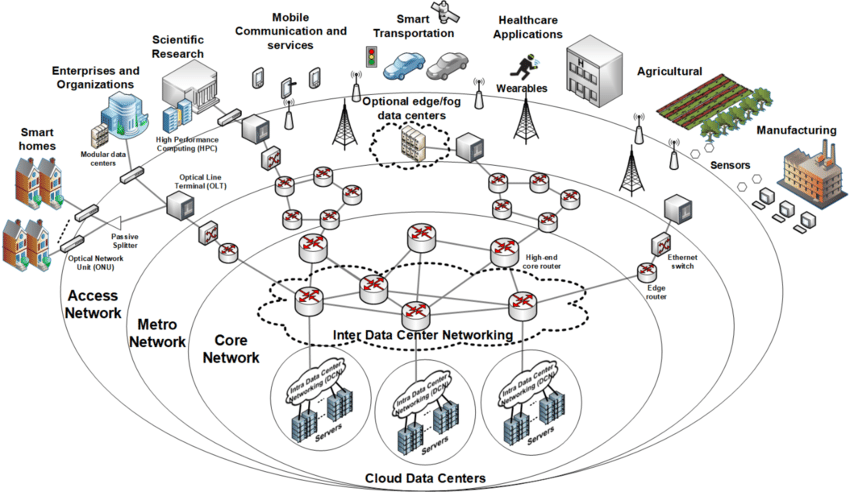 Mobile
Communication and
services
Smart
Transportation
Healthcare
Applications
Scientific
Research
Enterprises and
Organizations
Smart
homes
Modular data
centers
High Performance
Computing (HPC)
Optional edge/fog
data centers
Wearables
H
Agricultural
Manufacturing
Sensors
Optical Line
Terminal (OLT)
Passive
Splitter
Optical Network
Unit (ONU)
High-end
core router
Ethernet
switch
Edge
router
Access
Network
Metro
Network
Core
Network
Inter Data Center Networking
Intra Data Center
Networking (DCN)
Servers
Intra Data Center
Networking (DCN)
Servers
Intra Data Center
Networking (DCN)
Servers
Cloud Data Centers